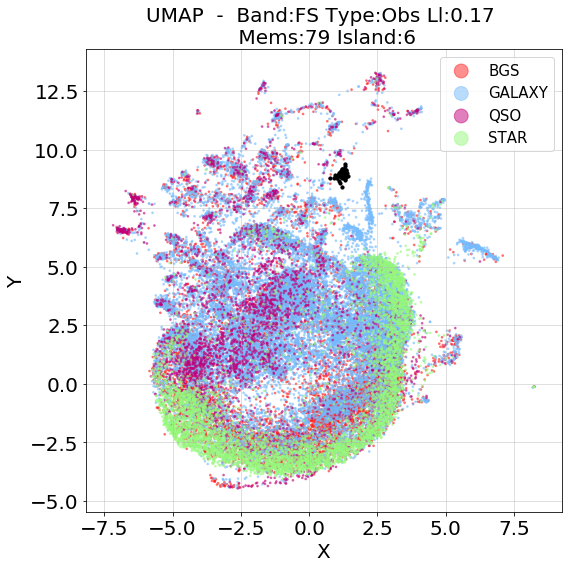 UMAP  -  Band:FS Type:Obs Ll:0.17
Mems:79 Island:6
BGS
GALAXY
QSO
STAR
Y
12.5
10.0
7.5
5.0
2.5
0.0
−2.5
−5.0
−7.5 −5.0 −2.5 0.0 2.5 5.0 7.5
X